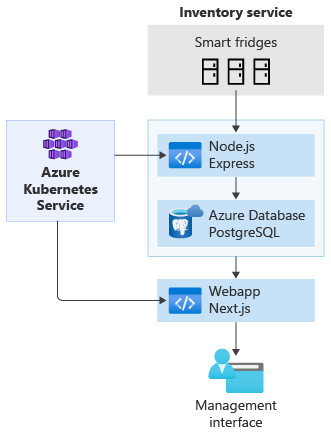 Inventory service
Smart fridges
Azure
Kubernetes
Service
Node.js
Express
Azure Database
PostgreSQL
Webapp
Next.js
Management
interface